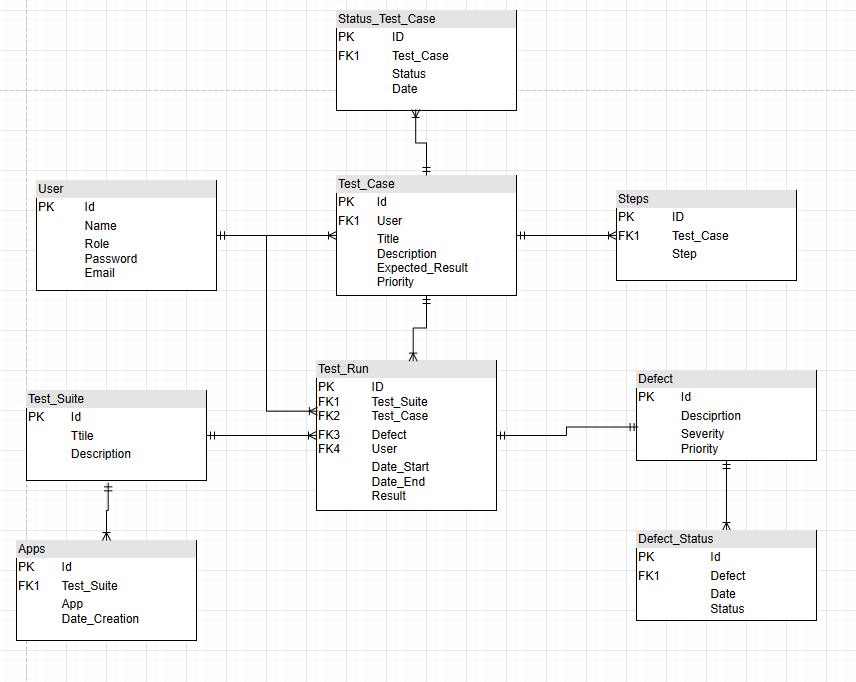 Status_Test_Case
PK ID
FK1 Test_Case
Status
Date
User
PK Id
Name
Role
Password
Email
Test_Case
PK Id
FK1 User
Title
Description
Expected_Result
Priority
Steps
PK ID
FK1 Test_Case
Step
Test_Suite
PK Id
Ttile
Description
Test_Run
PK ID
FK1 Test_Suite
FK2 Test_Case
FK3 Defect
FK4 User
Date_Start
Date_End
Result
Defect
PK Id
Desciprtion
Severity
Priority
Apps
PK Id
FK1 Test_Suite
App
Date_Creation
Defect_Status
PK Id
FK1 Defect
Date
Status